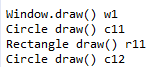 Window.draw() w1
Circle draw() c11
Rectangle draw() r11
Circle draw() c12